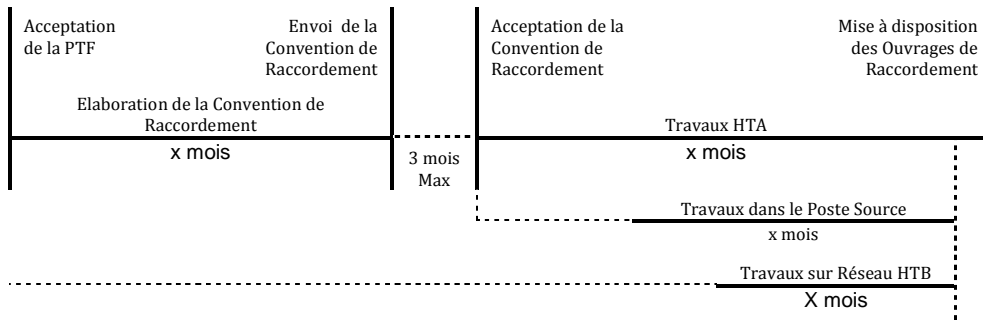 Acceptation
de la PTF
Envoi de la
Convention de
Raccordement
Acceptation de la
Convention de
Raccordement
Mise à disposition
des Ouvrages de
Raccordement
Elaboration de la Convention de
Raccordement
x mois
3 mois
Max
Travaux HTA
x mois
Travaux dans le Poste Source
x mois
Travaux sur Réseau HTB
X mois